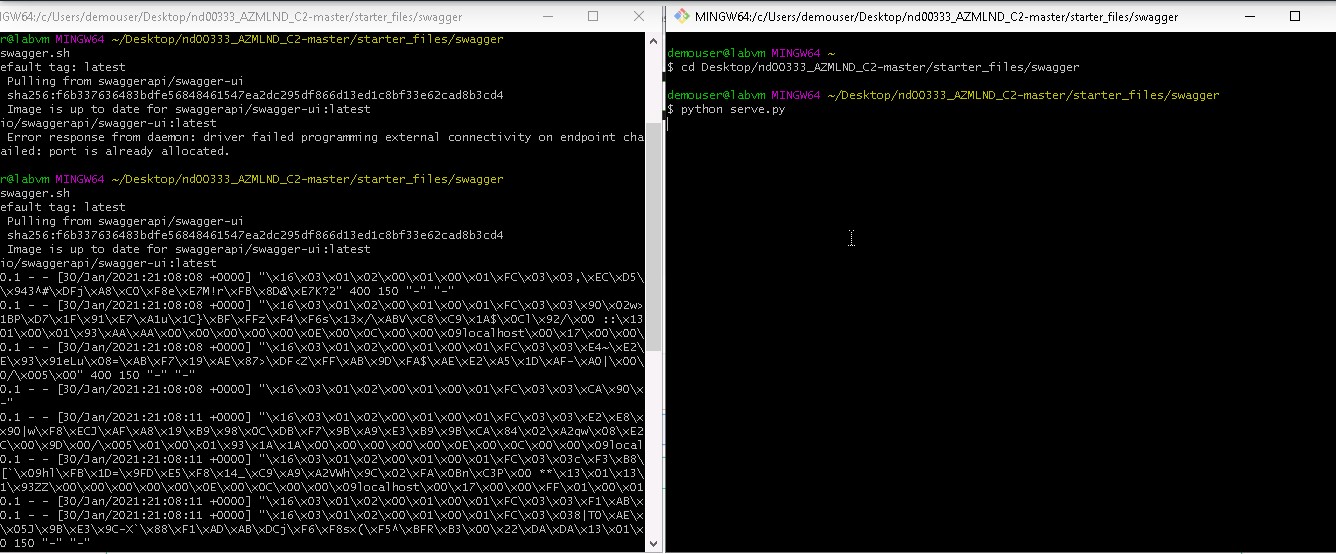 NGW64:/c/Users/demouser/Desktop/nd00333_AZMLND_C2-master/starter_files/swagger
r@labvm MINGW64 ~/Desktop/nd00333_AZMLND_C2-master/starter_files/swagger
swagger.sh
efault tag: latest
Pulling from swaggerapi/swagger-ui
sha256:f6b337636483bdfe56848461547ea2dc295df866d13ed1c8bf33e62cad8b3cd4
Image is up to date for swaggerapi/swagger-ui:latest
io/swaggerapi/swagger-ui:latest
Error response from daemon: driver failed programming external connectivity on endpoint cha
ailed: port is already allocated.
r@labvm MINGW64 ~/Desktop/nd00333_AZMLND_C2-master/starter_files/swagger
swagger.sh
efault tag: latest
Pulling from swaggerapi/swagger-ui
sha256:f6b337636483bdfe56848461547ea2dc295df866d13ed1c8bf33e62cad8b3cd4
Image is up to date for swaggerapi/swagger-ui:latest
io/swaggerapi/swagger-ui:latest
0.1 - - [30/Jan/2021:21:08:08 +0000] "\x16\x03\x01\x02\x00\x01\x00\x01\xFC\x03\x03,\xEC\xD5\
\x943^#\xDFj\xA8\xC0\xF8e\xE7M!r\xFB\x8D&\xE7K?2" 400 150 "-" "-"
0.1 - - [30/Jan/2021:21:08:08 +0000] "\x16\x03\x01\x02\x00\x01\x00\x01\xFC\x03\x03\x90\x02w>
1BP\xD7\x1F\x91\xE7\xA1u\x1C}\xBF\xFFz\xF4\xF6s\x13x/\xABV\xC8\xC9\x1A$\x0Cl\x92/\x00 ::\x13
01\x00\x01\x93\xAA\xAA\x00\x00\x00\x00\x00\x0E\x00\x0C\x00\x00\x09localhost\x00\x17\x00\x00\
0.1 - - [30/Jan/2021:21:08:08 +0000] "\x16\x03\x01\x02\x00\x01\x00\x01\xFC\x03\x03\xE4~\xE2\
E\x93\x91eLu\x08=\xAB\xF7\x19\xAE\x87>\xDF<Z\xFF\xAB\x9D\xFA$\xAE\xE2\xA5\x1D\xAF-\xA0|\x00\
0/\x005\x00" 400 150 "-" "-"
0.1 - - [30/Jan/2021:21:08:08 +0000] "\x16\x03\x01\x02\x00\x01\x00\x01\xFC\x03\x03\xCA\x90\x
-"
0.1 - - [30/Jan/2021:21:08:11 +0000] "\x16\x03\x01\x02\x00\x01\x00\x01\xFC\x03\x03\xE2\xE8\x
x90|w\xF8\xECJ\xAF\xA8\x19\xB9\x98\x0C\xDB\xF7\x9B\xA9\xE3\xB9\x9B\xCA\x84\x02\xA2qw\x08\xE2
C\x00\x9D\x00/\x005\x01\x00\x01\x93\x1A\x1A\x00\x00\x00\x00\x00\x0E\x00\x0C\x00\x00\x09local
0.1 - - [30/Jan/2021:21:08:11 +0000] "\x16\x03\x01\x02\x00\x01\x00\x01\xFC\x03\x03c\xF3\xB8\
[`\x09hl\xFB\x1D=\x9FD\xE5\xF8\x14_\xC9\xA9\xA2VWh\x9C\x02\xFA\x0Bn\xC3P\x00 **\x13\x01\x13\
1\x93ZZ\x00\x00\x00\x00\x00\x0E\x00\x0C\x00\x00\x09localhost\x00\x17\x00\x00\xFF\x01\x00\x01
0.1 - - [30/Jan/2021:21:08:11 +0000] "\x16\x03\x01\x02\x00\x01\x00\x01\xFC\x03\x03\xF1\xAB\x
0.1 - - [30/Jan/2021:21:08:11 +0000] "\x16\x03\x01\x02\x00\x01\x00\x01\xFC\x03\x038|TO\xAE\x
\x05J\x9B\xE3\x9C-X`\x88\xF1\xAD\xAB\xDCj\xF6\xF8sx(\xF5^\xBFR\xB3\x00\x22\xDA\xDA\x13\x01\x
0 150 "-" "-"
MINGW64:/c/Users/demouser/Desktop/nd00333_AZMLND_C2-master/starter_files/swagger
demouser@labvm MINGW64 ~
$ cd Desktop/nd00333_AZMLND_C2-master/starter_files/swagger
demouser@labvm MINGW64 ~/Desktop/nd00333_AZMLND_C2-master/starter_files/swagger
$ python serve.py